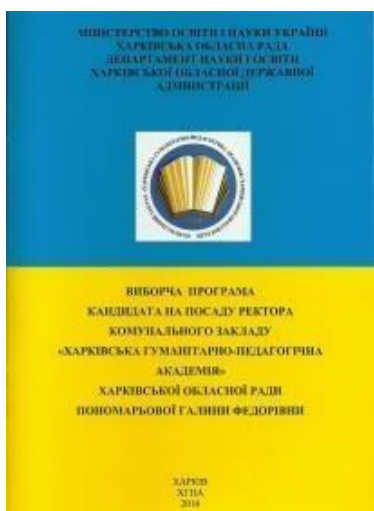 МІНІСТЕРСТВО ОСВІТИ І НАУКИ УКРАЇНИ
ХАРКІВСЬКА ОБЛАСНА РАДА
ДЕПАРТАМЕНТ НАУКИ І ОСВІТИ
ХАРКІВСЬКОЇ ОБЛАСНОЇ ДЕРЖАВНОЇ
АДМІНІСТРАЦІЇ
ВИБОРЧА ПРОГРАМА
КАНДИДАТА НА ПОСАДУ РЕКТОРА
КОМУНАЛЬНОГО ЗАКЛАДУ
«ХАРКІВСЬКА ГУМАНІТАРНО-ПЕДАГОГІЧНА
АКАДЕМІЯ»
ХАРКІВСЬКОЇ ОБЛАСНОЇ РАДИ
ПОНОМАРЬОВОЇ ГАЛИНИ ФЕДОРІВНИ
ХАРКІВ
ХГПА